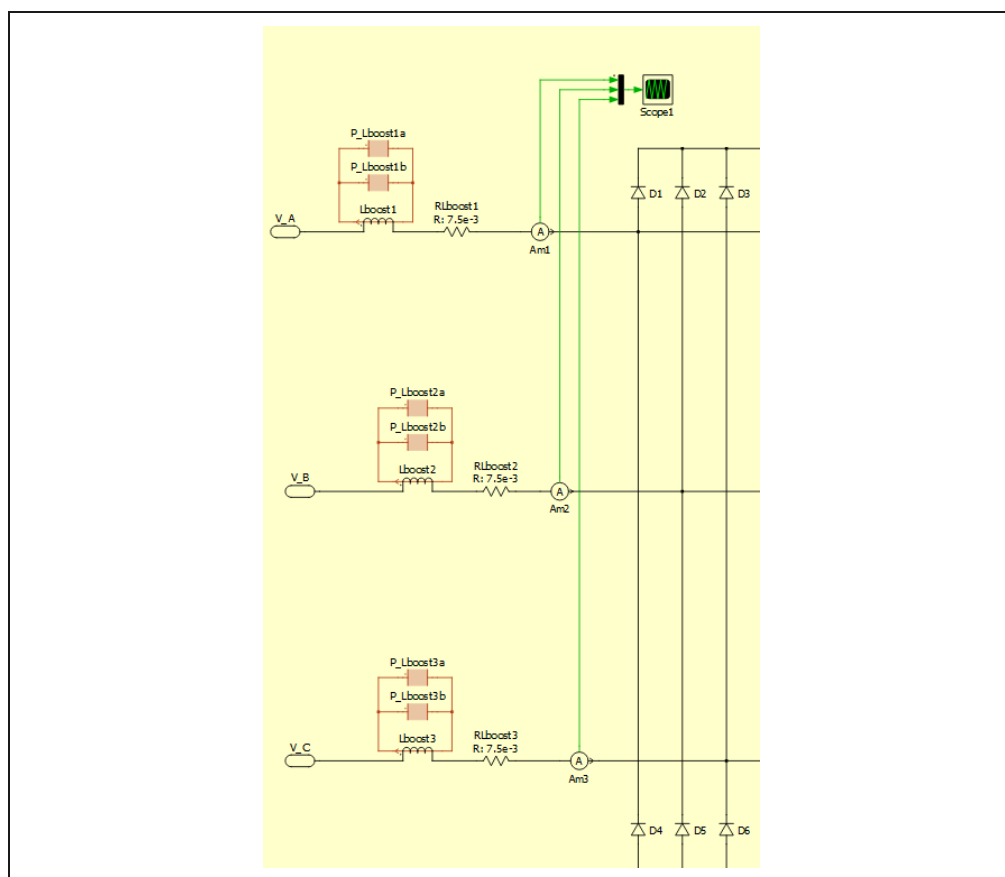 Scope1
P_Lboost1a
P_Lboost1b
Lboost1
RLboost1
R: 7.5e-3
V_A
A
Am1
D1
D2
D3
P_Lboost2a
P_Lboost2b
Lboost2
RLboost2
R: 7.5e-3
V_B
A
Am2
P_Lboost3a
P_Lboost3b
Lboost3
RLboost3
R: 7.5e-3
V_C
A
Am3
D4
D5
D6